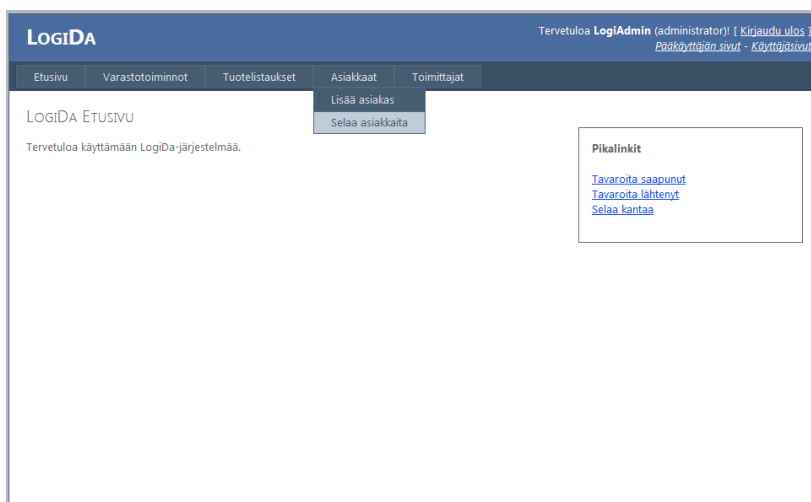 LOGIDA
Tervetuloa LogiAdmin (administrator)! [ Kirjaudu ulos ]
Pääkäyttäjän sivut - Käyttäjäsivut
Etusivu Varastotoiminnot Tuotelistaukset Asiakkaat Toimittajat
Lisää asiakas
Selaa asiakkaita
LOGIDA ETUSIVU
Tervetuloa käyttämään LogiDa-järjestelmää.
Pikalinkit
Tavaroita saapunut
Tavaroita lähtenyt
Selaa kantaa